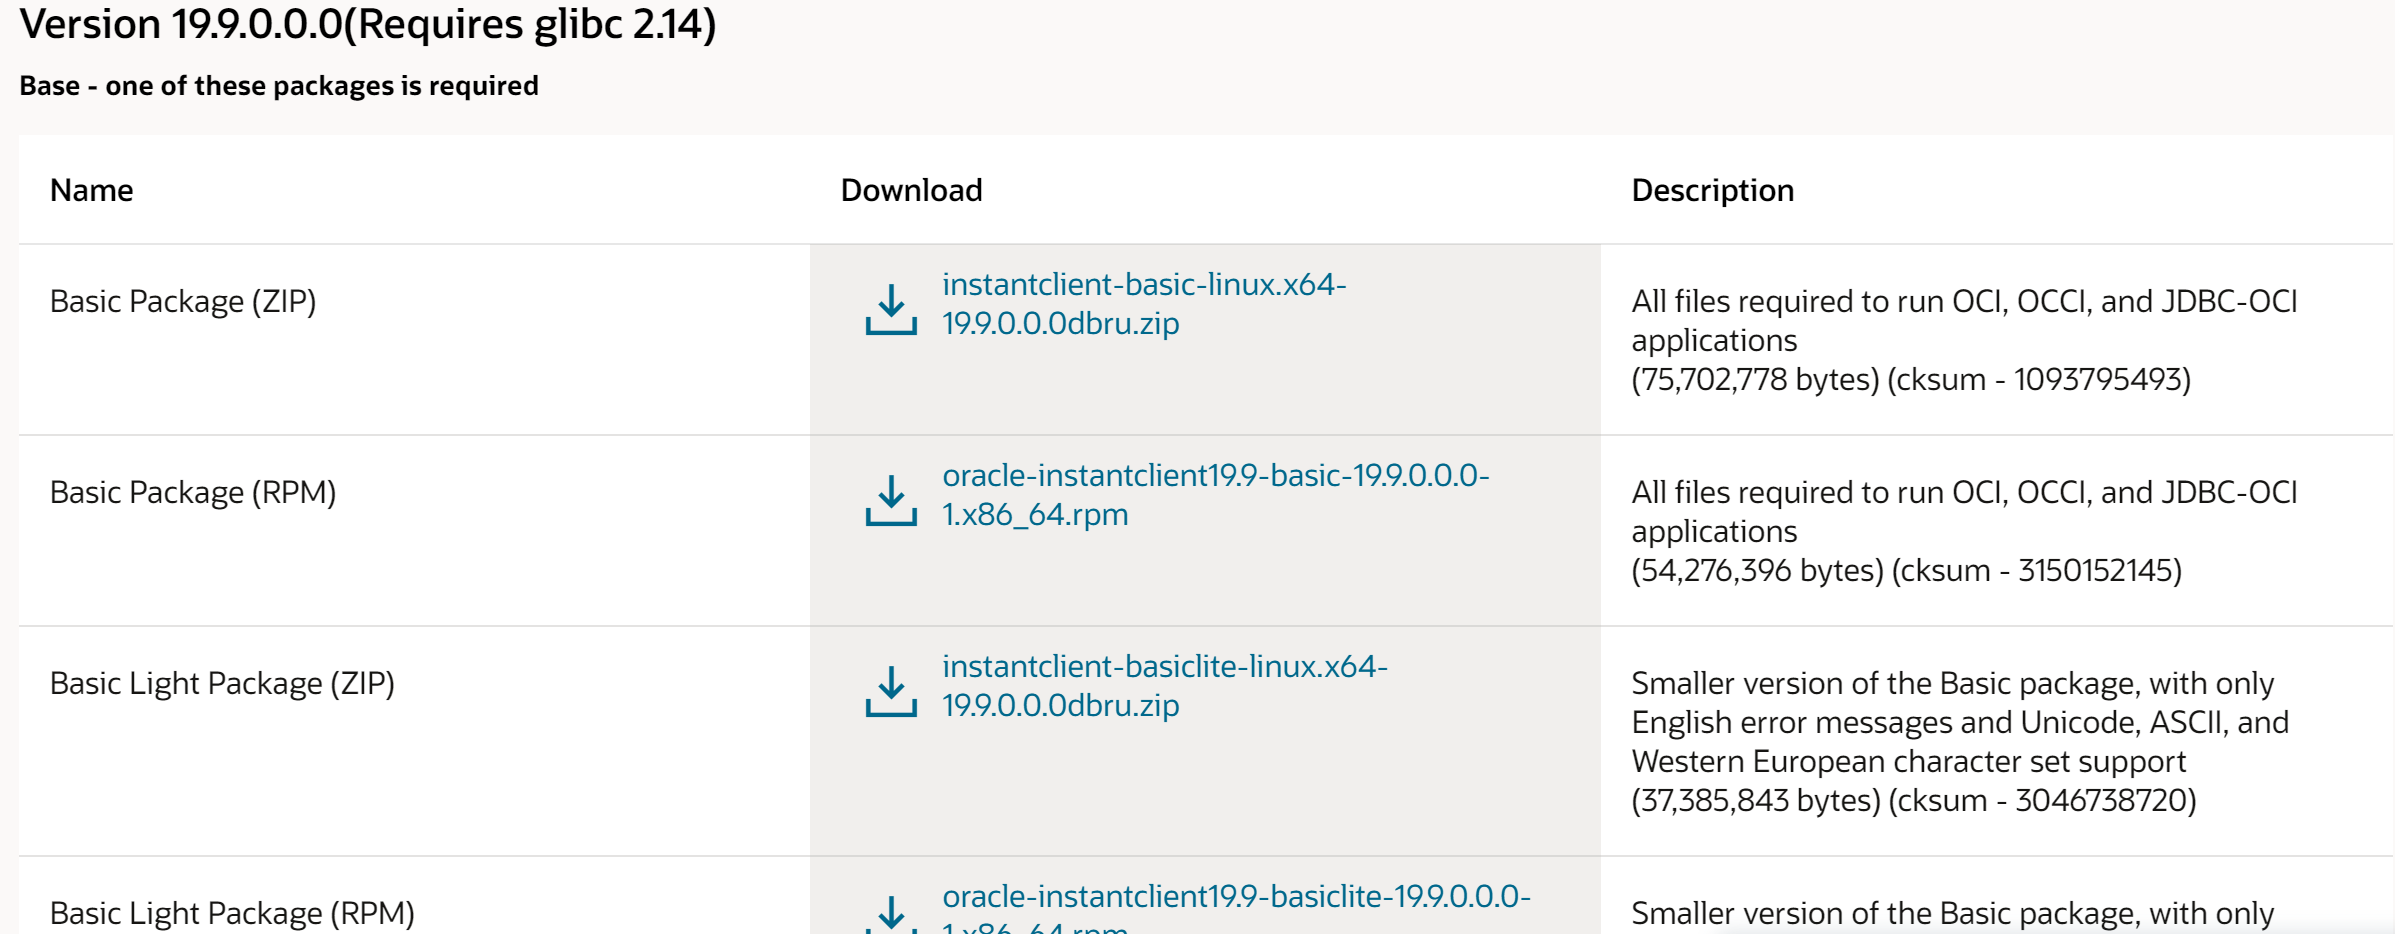 Version 19.9.0.0.0(Requires glibc 2.14)
Base - one of these packages is required
Name
Download
Description
Basic Package (ZIP)
instantclient-basic-linux.x64-
19.9.0.0.0dbru.zip
All files required to run OCI, OCCI, and JDBC-OCI
applications
(75,702,778 bytes) (cksum - 1093795493)
Basic Package (RPM)
oracle-instantclient19.9-basic-19.9.0.0.0-
1.x86_64.rpm
All files required to run OCI, OCCI, and JDBC-OCI
applications
(54,276,396 bytes) (cksum - 3150152145)
Basic Light Package (ZIP)
instantclient-basiclite-linux.x64-
19.9.0.0.0dbru.zip
Smaller version of the Basic package, with only
English error messages and Unicode, ASCII, and
Western European character set support
(37,385,843 bytes) (cksum - 3046738720)
Basic Light Package (RPM)
oracle-instantclient19.9-basiclite-19.9.0.0.0-
1.x86_64.rpm
Smaller version of the Basic package, with only